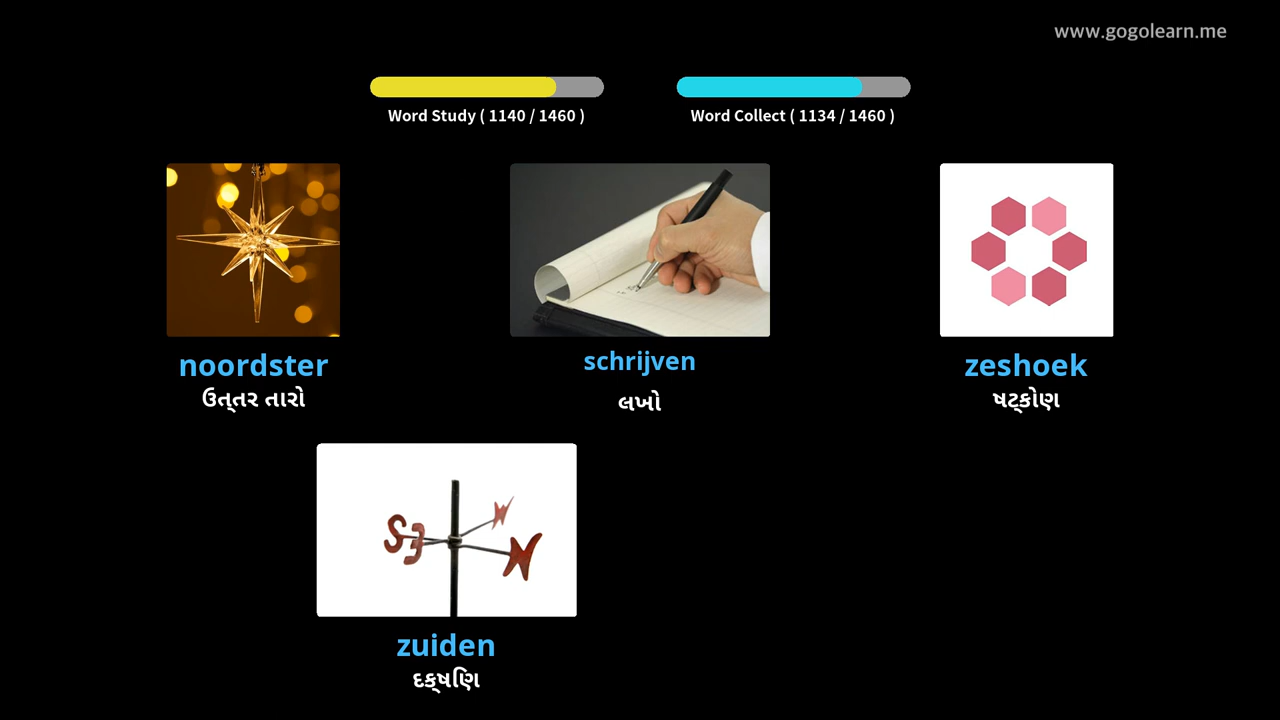 www.gogolearn.me
Word Study ( 1140 / 1460 )
Word Collect ( 1134 / 1460 )
noordster
ઉત્તર તારો
schrijven
લખો
zeshoek
ષટ્કોણ
S
E
N
zuiden
દક્ષિણ